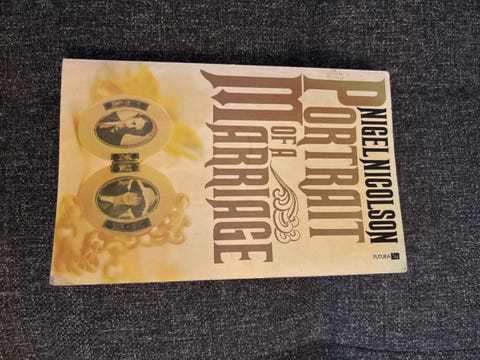 NIGEL NICOLSON
PORTRAIT
OF A
MARRIAGE
FUTURA